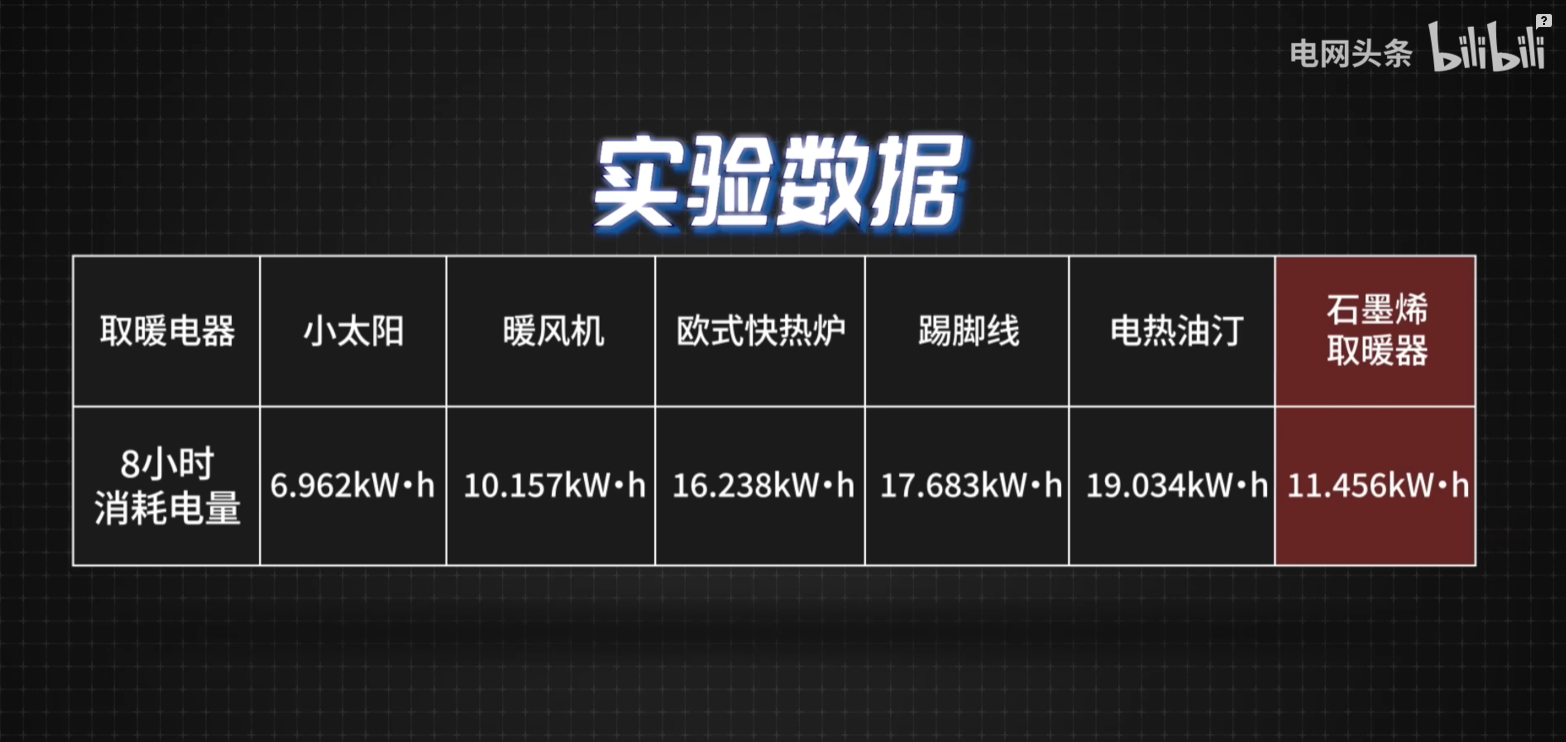 电网头条 bilibili
?
实验数据
取暖电器 小太阳 暖风机 欧式快热炉 踢脚线 电热油汀 石墨烯
取暖器
8小时
消耗电量 6.962kW•h 10.157kW•h 16.238kW•h 17.683kW•h 19.034kW•h 11.456kW•h